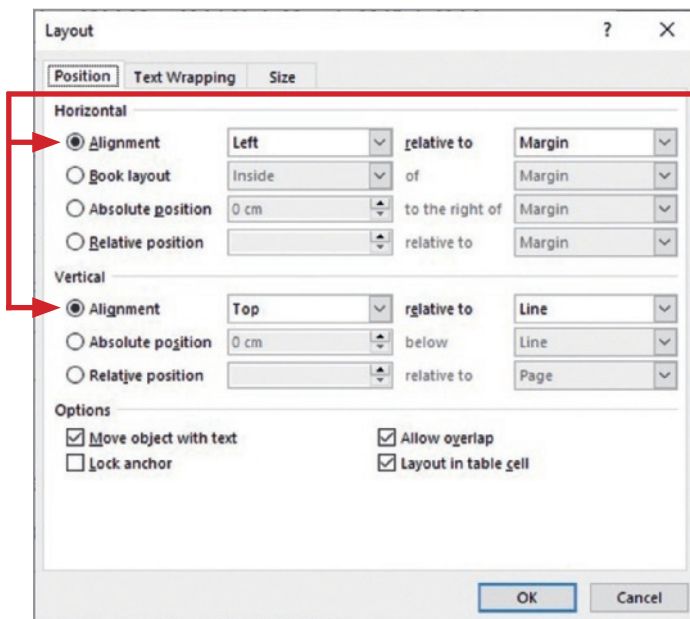 Layout ? ×
Position Text Wrapping Size
Horizontal
Alignment Left relative to Margin
Book layout Inside of Margin
Absolute position 0 cm to the right of Margin
Relative position relative to Margin
Vertical
Alignment Top relative to Line
Absolute position 0 cm below Line
Relative position relative to Page
Options
Move object with text Allow overlap
Lock anchor Layout in table cell
OK Cancel